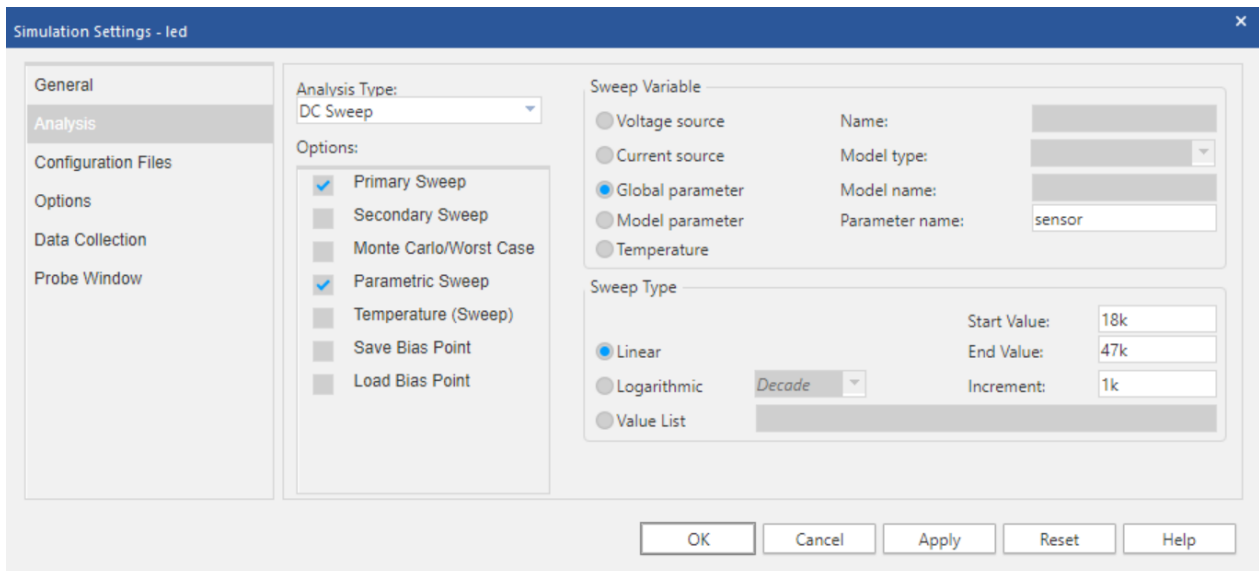 Simulation Settings - led
×
General
Analysis
Configuration Files
Options
Data Collection
Probe Window
Analysis Type:
DC Sweep
Options:
Primary Sweep
Secondary Sweep
Monte Carlo/Worst Case
Parametric Sweep
Temperature (Sweep)
Save Bias Point
Load Bias Point
Sweep Variable
Voltage source Name:
Current source Model type:
Global parameter Model name:
Model parameter Parameter name: sensor
Temperature
Sweep Type
Start Value: 18k
Linear End Value: 47k
Logarithmic Decade Increment: 1k
Value List
OK Cancel Apply Reset Help